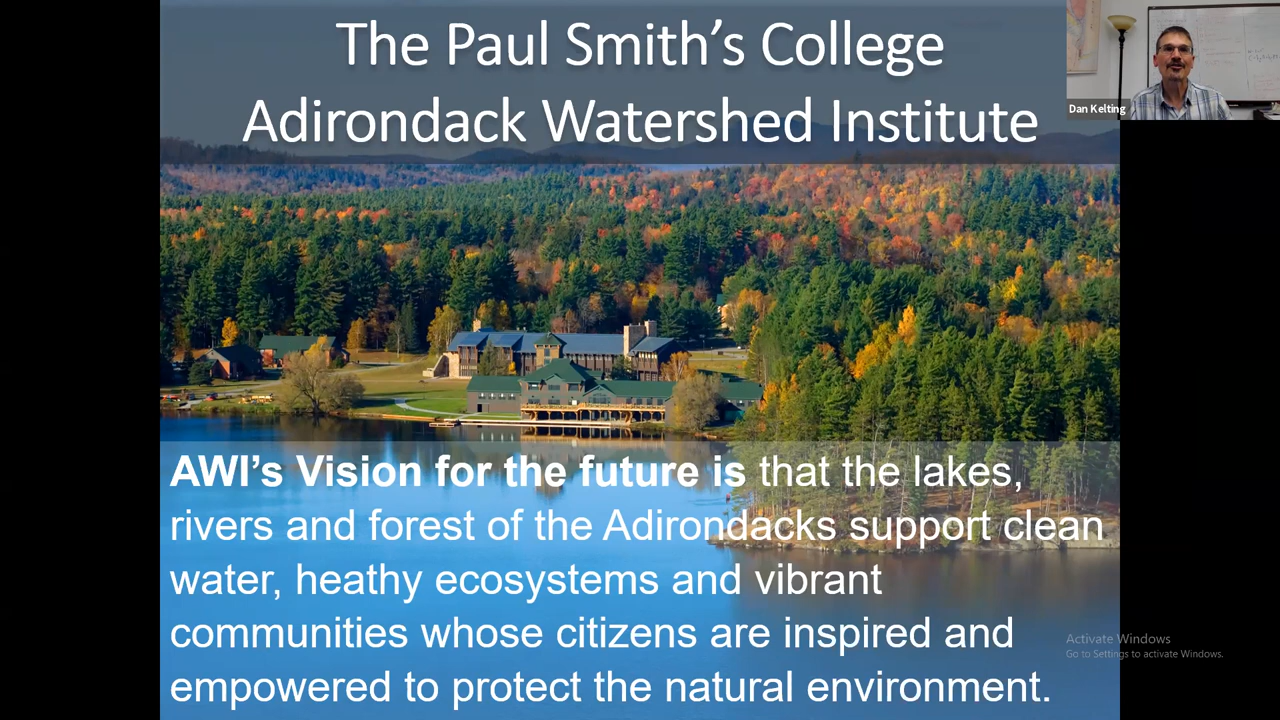 The Paul Smith's College
Adirondack Watershed Institute
Dan Kelting
AWI's Vision for the future is that the lakes,
rivers and forest of the Adirondacks support clean
water, heathy ecosystems and vibrant
communities whose citizens are inspired and
empowered to protect the natural environment.
Activate Windows
Go to Settings to activate Windows.